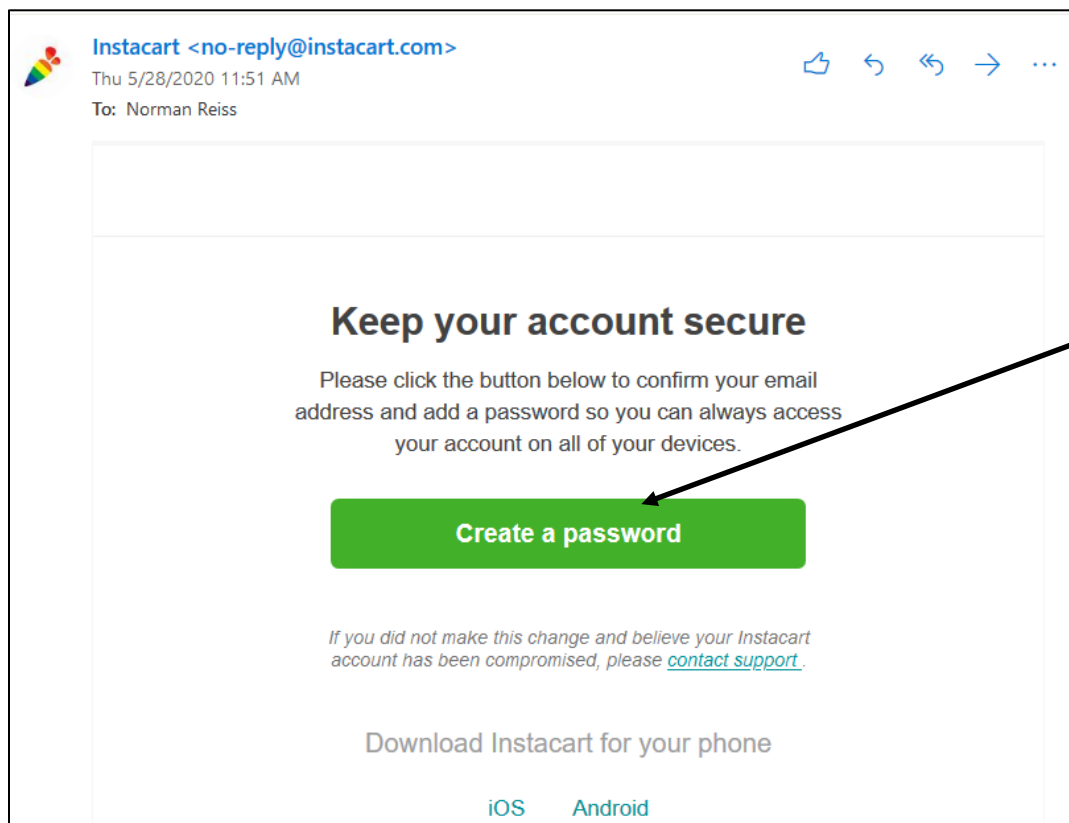 Instacart <no-reply@instacart.com>
Thu 5/28/2020 11:51 AM
To: Norman Reiss
Keep your account secure
Please click the button below to confirm your email
address and add a password so you can always access
your account on all of your devices.
Create a password
If you did not make this change and believe your Instacart
account has been compromised, please contact support .
Download Instacart for your phone
iOS Android